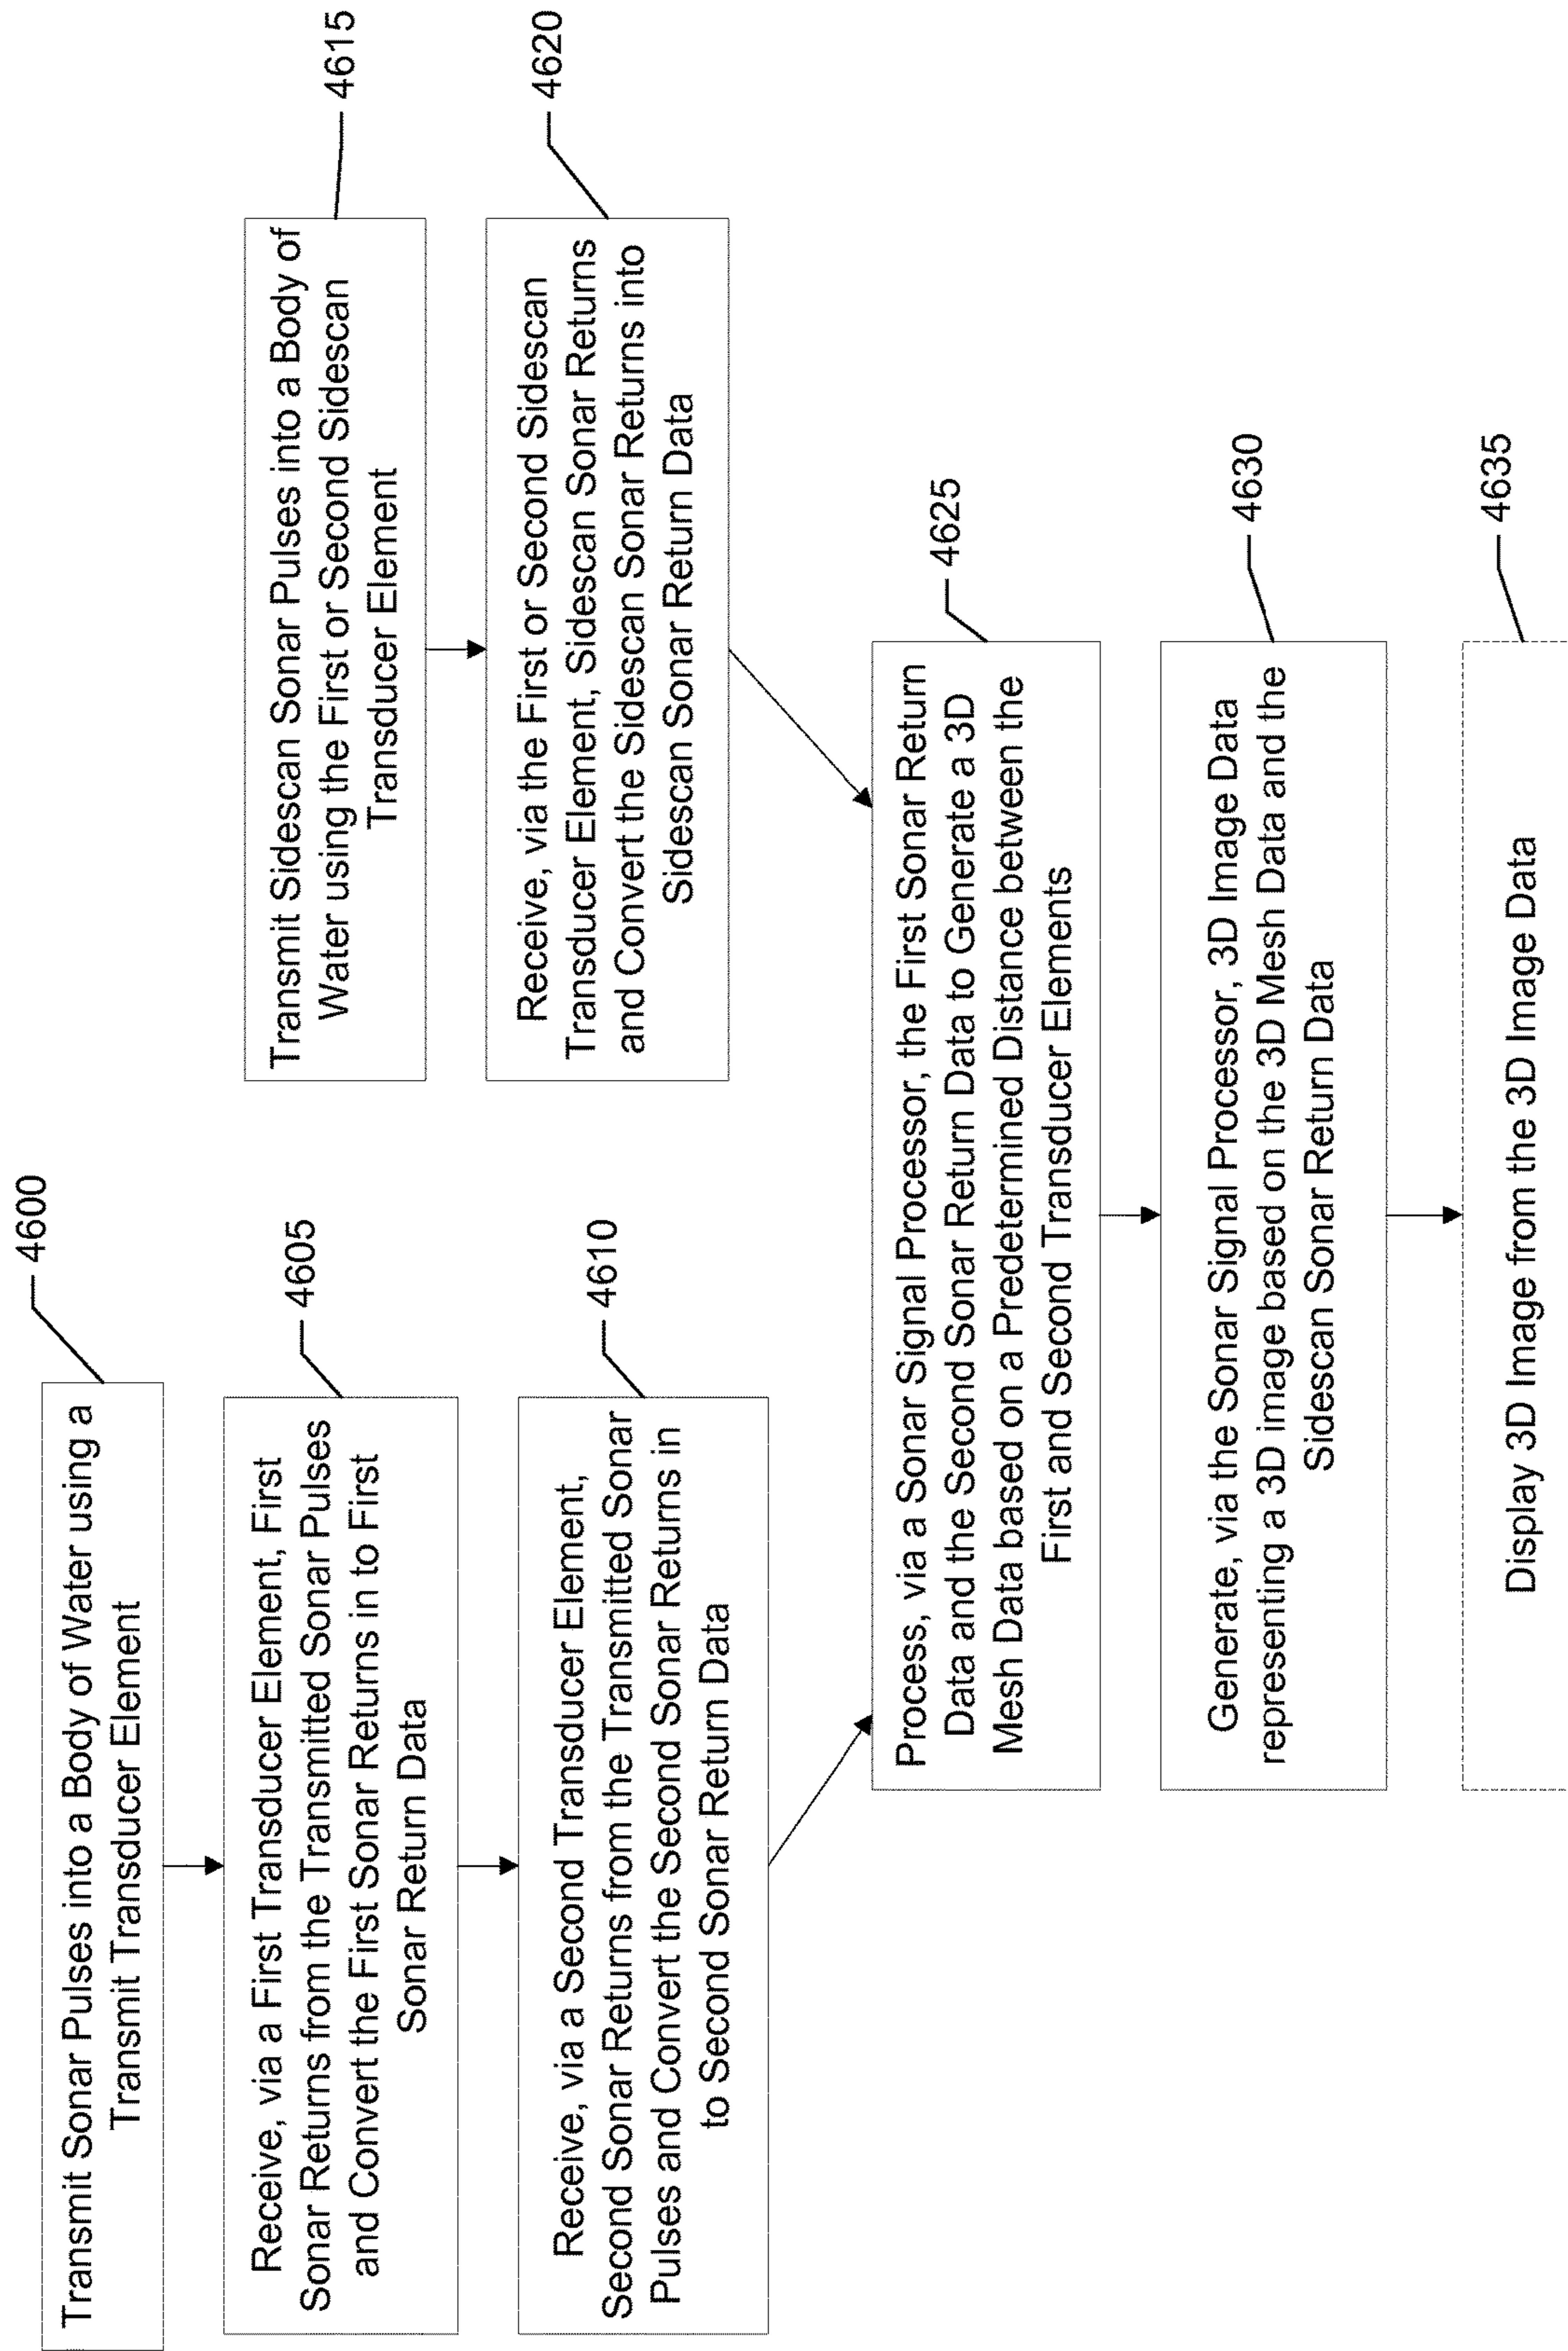 Transmit Sonar Pulses into a Body of Water using a
Transmit Transducer Element
4600
Receive, via a First Transducer Element, First
Sonar Returns from the Transmitted Sonar Pulses
and Convert the First Sonar Returns in to First
Sonar Return Data
4605
Receive, via a Second Transducer Element,
Second Sonar Returns from the Transmitted Sonar
Pulses and Convert the Second Sonar Returns in
to Second Sonar Return Data
4610
Transmit Sidescan Sonar Pulses into a Body of
Water using the First or Second Sidescan
Transducer Element
4615
Receive, via the First or Second Sidescan
Transducer Element, Sidescan Sonar Returns
and Convert the Sidescan Sonar Returns into
Sidescan Sonar Return Data
4620
Process, via a Sonar Signal Processor, the First Sonar Return
Data and the Second Sonar Return Data to Generate a 3D
Mesh Data based on a Predetermined Distance between the
First and Second Transducer Elements
4625
Generate, via the Sonar Signal Processor, 3D Image Data
representing a 3D image based on the 3D Mesh Data and the
Sidescan Sonar Return Data
4630
Display 3D Image from the 3D Image Data
4635